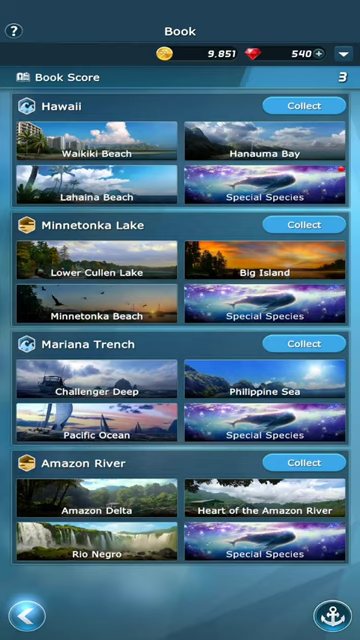 ?
Book
9,851 540 +
Book Score 3
Hawaii Collect
Waikiki Beach Hanauma Bay
Lahaina Beach Special Species
Minnetonka Lake Collect
Lower Cullen Lake Big Island
Minnetonka Beach Special Species
Mariana Trench Collect
Challenger Deep Philippine Sea
Pacific Ocean Special Species
Amazon River Collect
Amazon Delta Heart of the Amazon River
Rio Negro Special Species